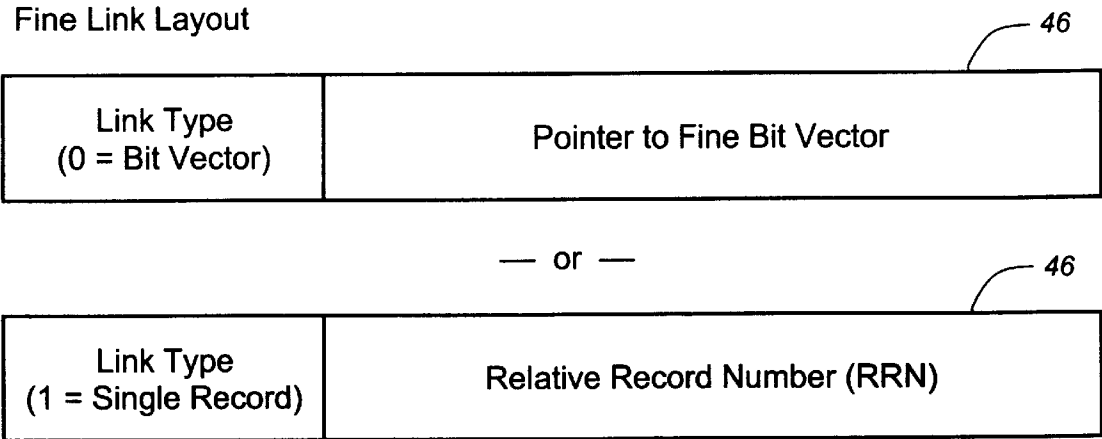 Fine Link Layout
46
Link Type
(0 = Bit Vector)
Pointer to Fine Bit Vector
— or —
46
Link Type
(1 = Single Record)
Relative Record Number (RRN)